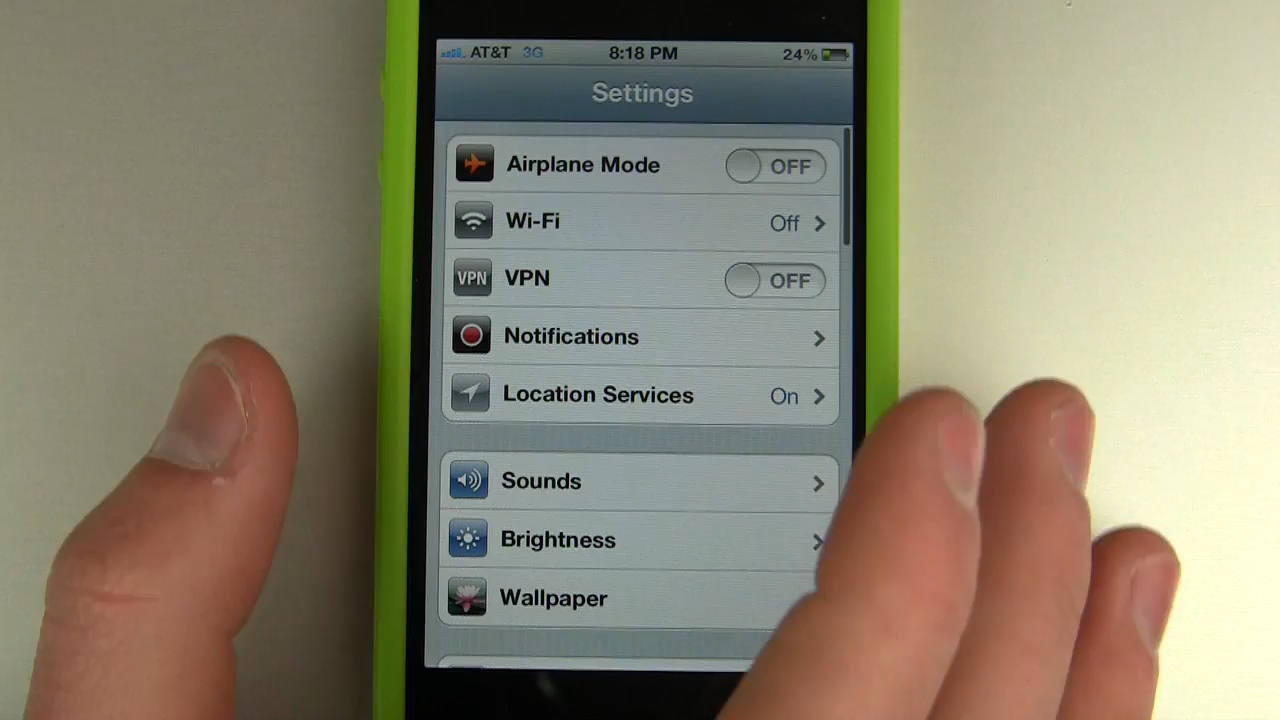 AT&T 3G 8:18 PM 24%
Settings
Airplane Mode OFF
Wi-Fi Off
VPN VPN OFF
Notifications
Location Services On
Sounds
Brightness
Wallpaper